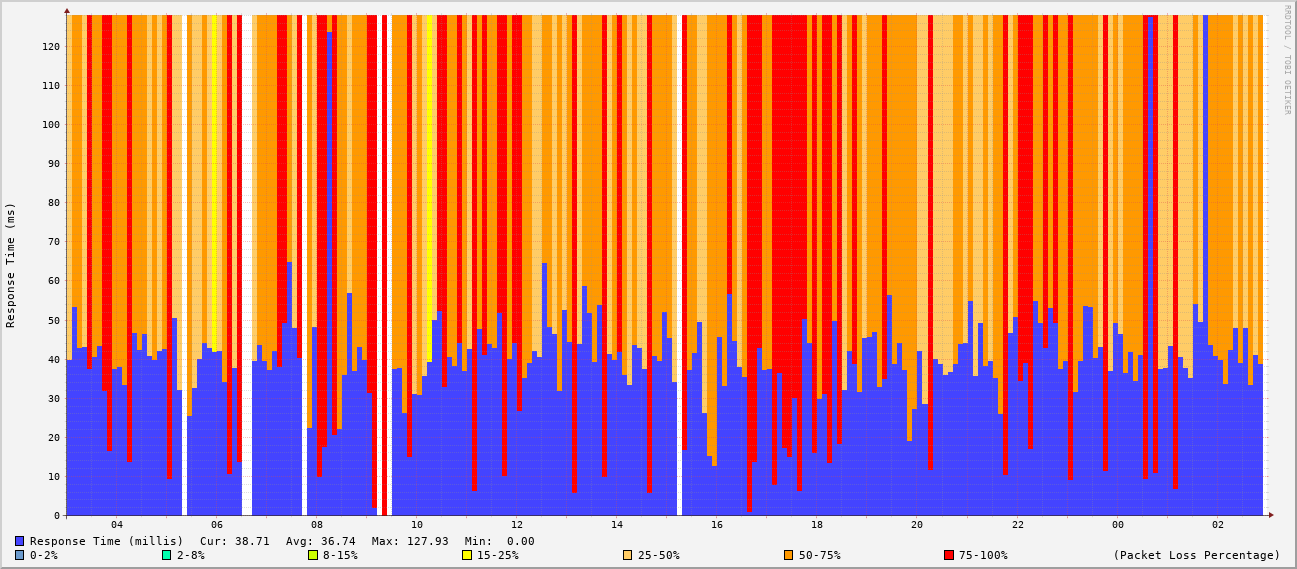 RRDTOOL / TOBI OETIKER
Response Time (ms)
120
110
100
90
80
70
60
50
40
30
20
10
0
04 06 08 10 12 14 16 18 20 22 00 02
Response Time (millis) Cur: 38.71 Avg: 36.74 Max: 127.93 Min: 0.00
0-2% 2-8% 8-15% 15-25% 25-50% 50-75% 75-100% (Packet Loss Percentage)